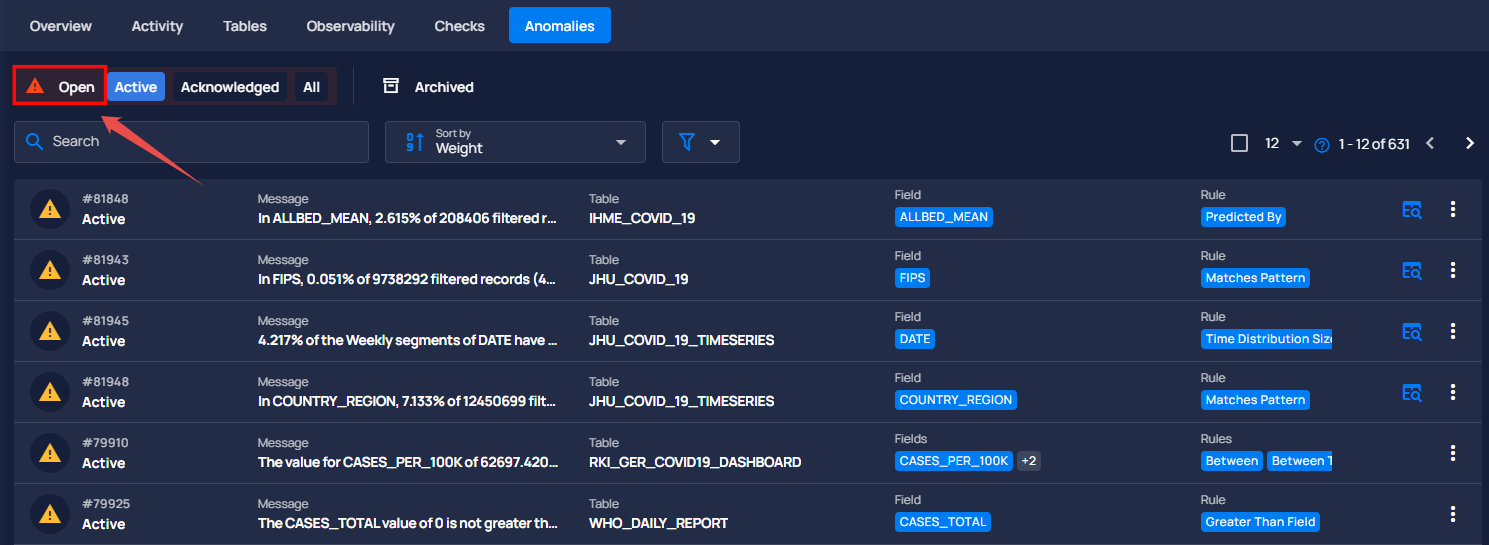 Overview Activity Tables Observability Checks Anomalies
Open Active Acknowledged All Archived
Search Sort by Weight 12 1 - 12 of 631
#81848 Message Table Field Rule
Active In ALLBED_MEAN, 2.615% of 208406 filtered r... IHME_COVID_19 ALLBED_MEAN Predicted By
#81943 Message Table Field Rule
Active In FIPS, 0.051% of 9738292 filtered records (4... JHU_COVID_19 FIPS Matches Pattern
#81945 Message Table Field Rule
Active 4.217% of the Weekly segments of DATE have ... JHU_COVID_19_TIMESERIES DATE Time Distribution Size
#81948 Message Table Field Rule
Active In COUNTRY_REGION, 7.133% of 12450699 filt... JHU_COVID_19_TIMESERIES COUNTRY_REGION Matches Pattern
#79910 Message Table Fields Rules
Active The value for CASES_PER_100K of 62697.420... RKI_GER_COVID19_DASHBOARD CASES_PER_100K +2 Between Between T
#79925 Message Table Field Rule
Active The CASES_TOTAL value of 0 is not greater th... WHO_DAILY_REPORT CASES_TOTAL Greater Than Field